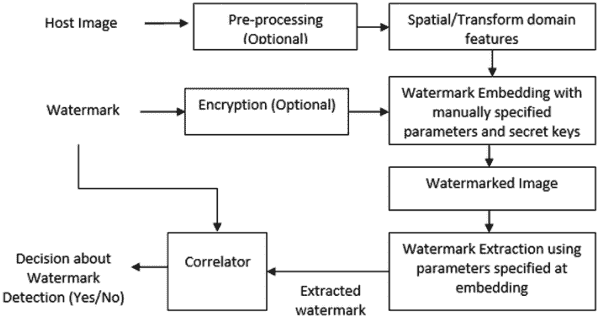 Host Image
Pre-processing
(Optional)
Spatial/Transform domain
features
Watermark
Encryption (Optional)
Watermark Embedding with
manually specified
parameters and secret keys
Watermarked Image
Decision about
Watermark
Detection (Yes/No)
Correlator
Extracted
watermark
Watermark Extraction using
parameters specified at
embedding